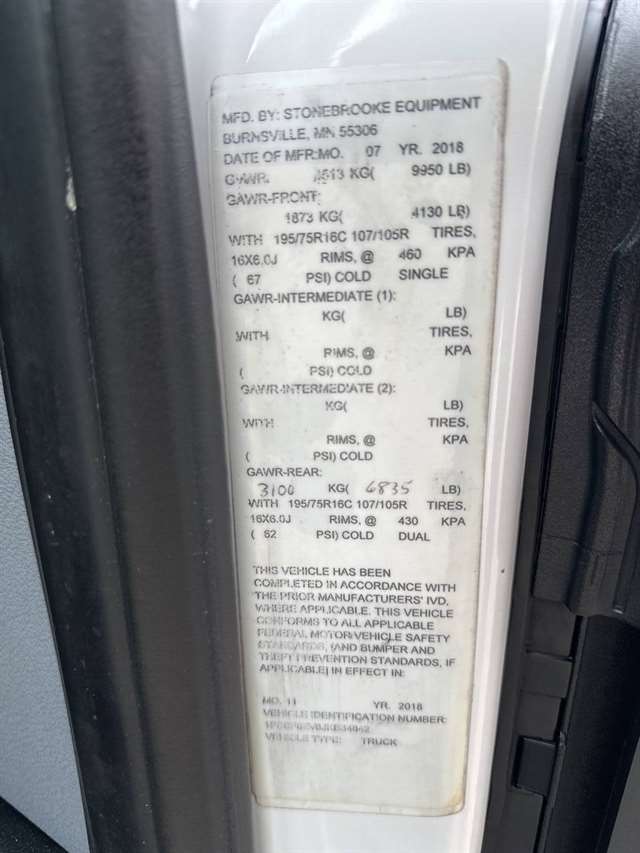 MFD. BY: STONEBROOKE EQUIPMENT
BURNSVILLE, MN 55306
DATE OF MFR:MO. 07 YR. 2018
GVWR. 4513 KG( 9950 LB)
GAWR-FRONT:
1873 KG( 4130 LB)
WITH 195/75R16C 107/105R TIRES,
16X6.0J RIMS, @ 460 KPA
( 67 PSI) COLD SINGLE
GAWR-INTERMEDIATE (1):
KG( LB)
WITH TIRES,
RIMS, @ KPA
( PSI) COLD
GAWR-INTERMEDIATE (2):
KG( LB)
WITH TIRES,
RIMS, @ KPA
( PSI) COLD
GAWR-REAR:
3100 KG( 6835 LB)
WITH 195/75R16C 107/105R TIRES,
16X6.0J RIMS, @ 430 KPA
( 62 PSI) COLD DUAL
THIS VEHICLE HAS BEEN
COMPLETED IN ACCORDANCE WITH
THE PRIOR MANUFACTURERS' IVD,
WHERE APPLICABLE. THIS VEHICLE
CONFORMS TO ALL APPLICABLE
FEDERAL MOTOR VEHICLE SAFETY
STANDARDS, (AND BUMPER AND
THEFT PREVENTION STANDARDS, IF
APPLICABLE) IN EFFECT IN:
MO. 11 YR. 2018
VEHICLE IDENTIFICATION NUMBER:
VEHICLE TYPE: TRUCK